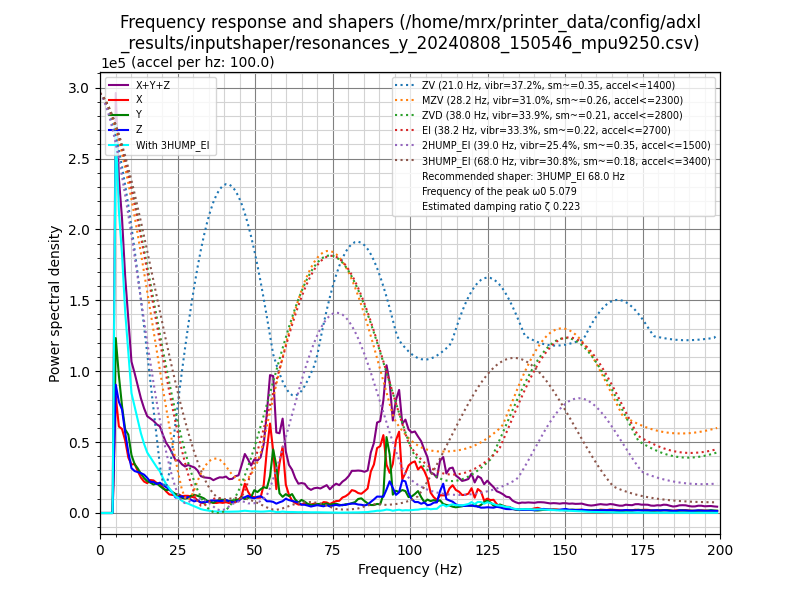 Frequency response and shapers (/home/mrx/printer_data/config/adxl
_results/inputshaper/resonances_y_20240808_150546_mpu9250.csv)
1e5 (accel per hz: 100.0)
X+Y+Z
X
Y
Z
With 3HUMP_EI
ZV (21.0 Hz, vibr=37.2%, sm~=0.35, accel<=1400)
MZV (28.2 Hz, vibr=31.0%, sm~=0.26, accel<=2300)
ZVD (38.0 Hz, vibr=33.9%, sm~=0.21, accel<=2800)
EI (38.2 Hz, vibr=33.3%, sm~=0.22, accel<=2700)
2HUMP_EI (39.0 Hz, vibr=25.4%, sm~=0.35, accel<=1500)
3HUMP_EI (68.0 Hz, vibr=30.8%, sm~=0.18, accel<=3400)
Recommended shaper: 3HUMP_EI 68.0 Hz
Frequency of the peak ω0 5.079
Estimated damping ratio ζ 0.223
Power spectral density
3.0
2.5
2.0
1.5
1.0
0.5
0.0
0 25 50 75 100 125 150 175 200
Frequency (Hz)